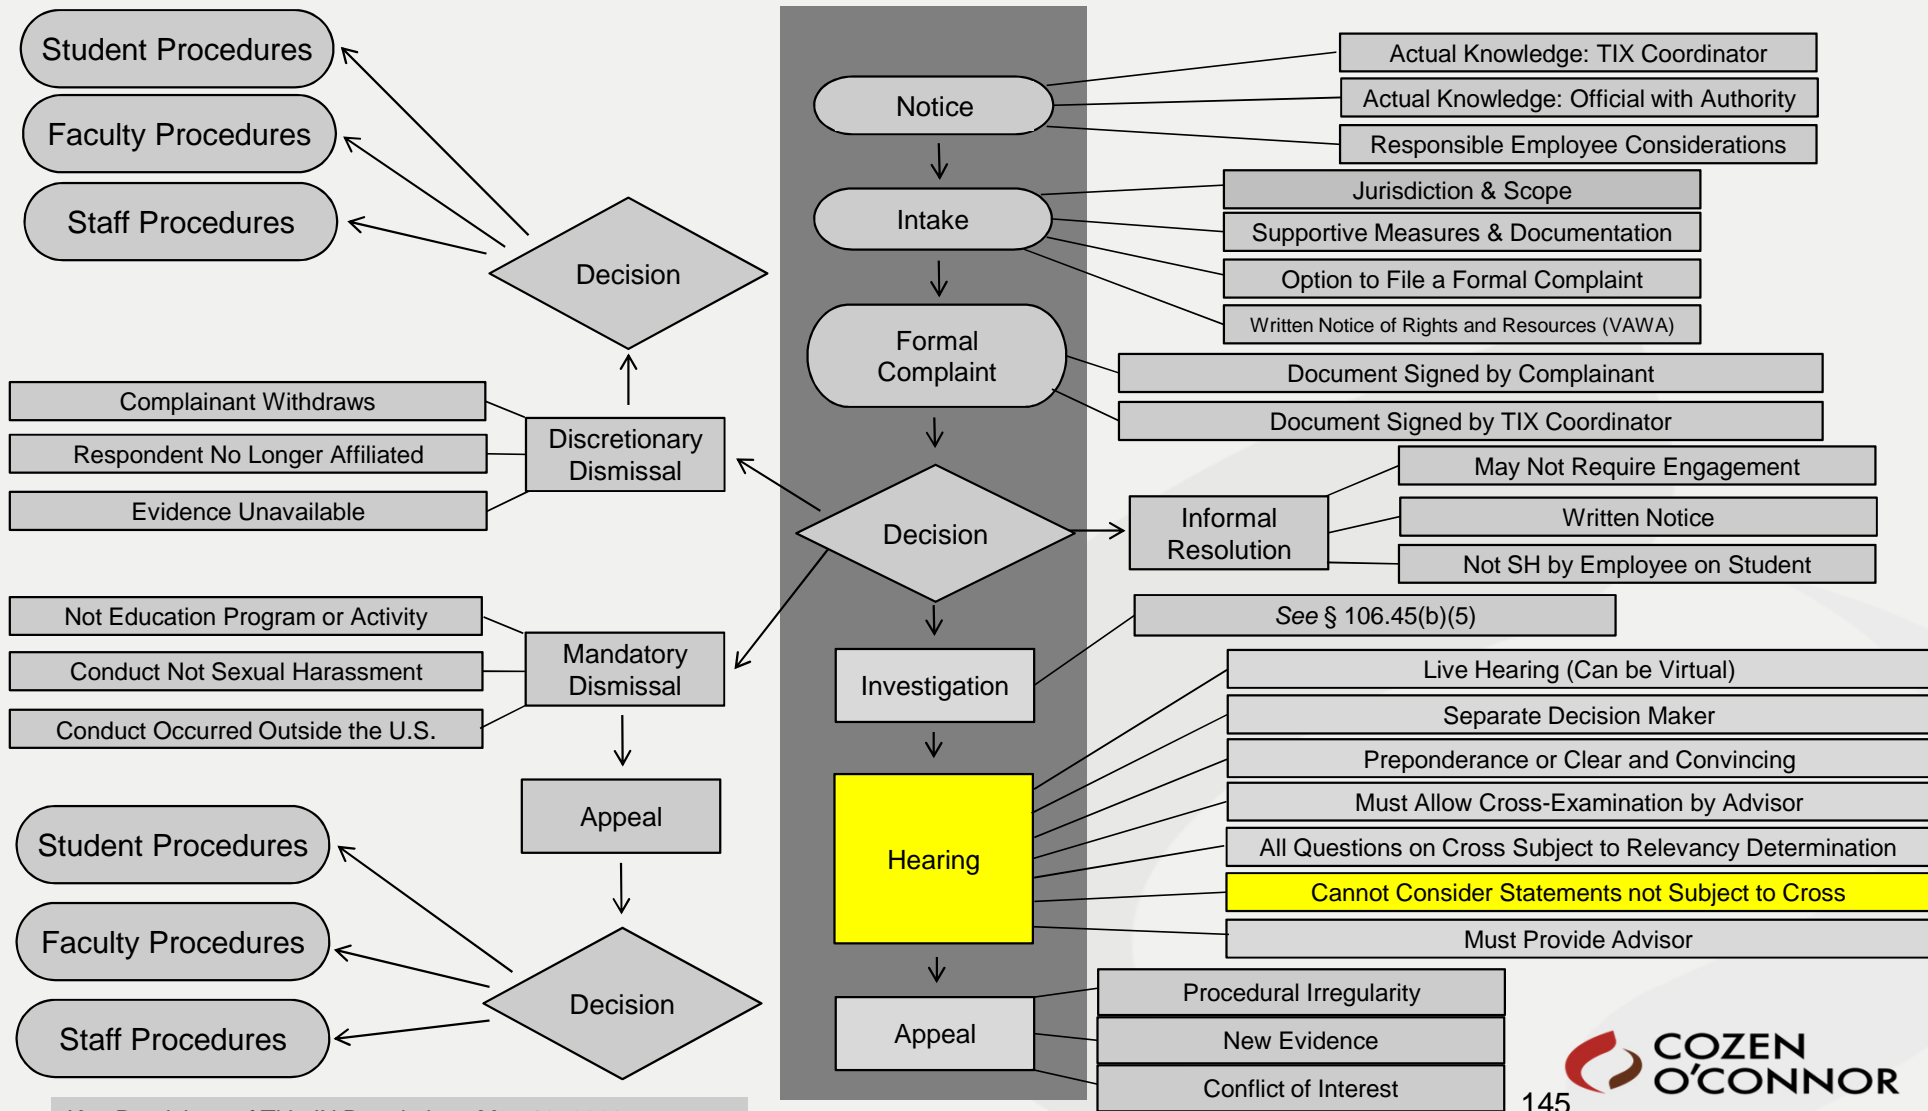 Student Procedures
Faculty Procedures
Staff Procedures
Decision
Complainant Withdraws
Respondent No Longer Affiliated
Evidence Unavailable
Discretionary
Dismissal
Not Education Program or Activity
Conduct Not Sexual Harassment
Conduct Occurred Outside the U.S.
Mandatory
Dismissal
Appeal
Student Procedures
Faculty Procedures
Staff Procedures
Decision
Notice
Actual Knowledge: TIX Coordinator
Actual Knowledge: Official with Authority
Responsible Employee Considerations
Intake
Jurisdiction & Scope
Supportive Measures & Documentation
Option to File a Formal Complaint
Written Notice of Rights and Resources (VAWA)
Formal
Complaint
Document Signed by Complainant
Document Signed by TIX Coordinator
Decision
Informal
Resolution
May Not Require Engagement
Written Notice
Not SH by Employee on Student
Investigation
See § 106.45(b)(5)
Hearing
Live Hearing (Can be Virtual)
Separate Decision Maker
Preponderance or Clear and Convincing
Must Allow Cross-Examination by Advisor
All Questions on Cross Subject to Relevancy Determination
Cannot Consider Statements not Subject to Cross
Must Provide Advisor
Appeal
Procedural Irregularity
New Evidence
Conflict of Interest
COZEN
O'CONNOR
145